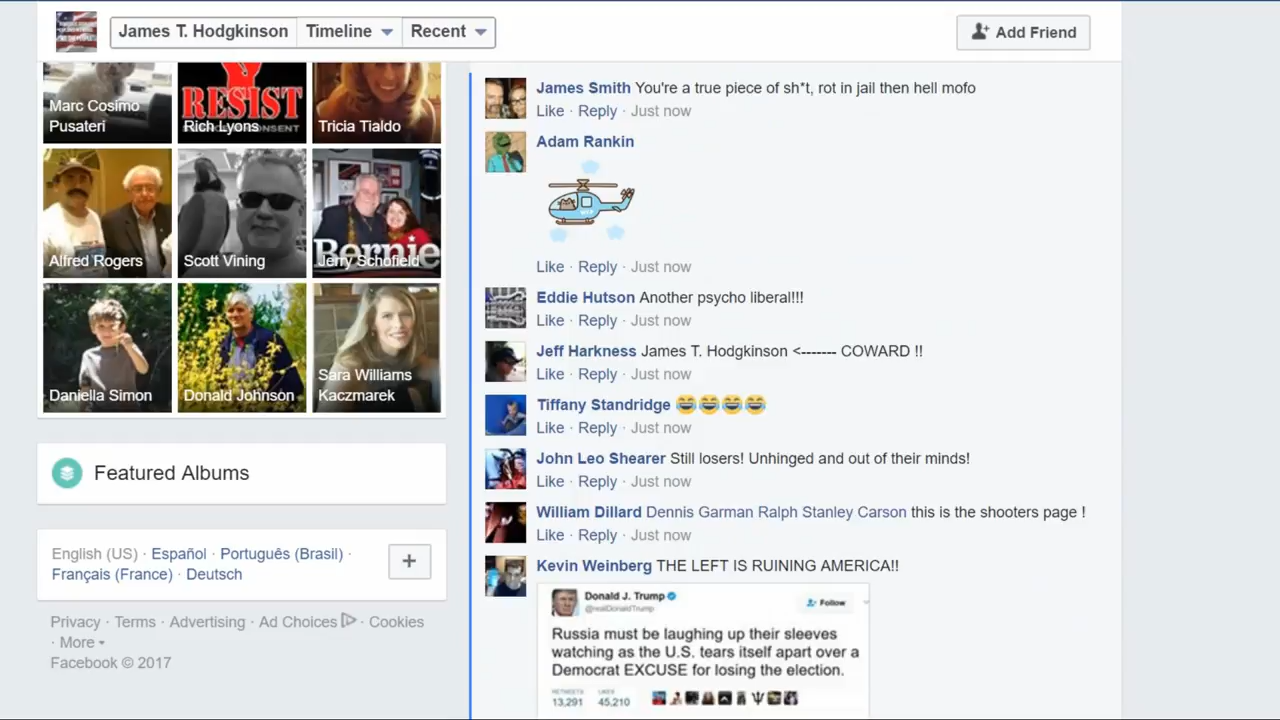 James T. Hodgkinson Timeline Recent
Add Friend
Marc Cosimo
Pusateri
RESIST
Rich Lyons
Tricia Tialdo
Alfred Rogers
Scott Vining
Bernie
Jerry Schofield
Daniella Simon
Donald Johnson
Sara Williams
Kaczmarek
Featured Albums
English (US) · Español · Português (Brasil) ·
Français (France) · Deutsch
+
Privacy · Terms · Advertising · Ad Choices · Cookies
· More
Facebook © 2017
James Smith You're a true piece of sh*t, rot in jail then hell mofo
Like · Reply · Just now
Adam Rankin
Like · Reply · Just now
Eddie Hutson Another psycho liberal!!!
Like · Reply · Just now
Jeff Harkness James T. Hodgkinson <------- COWARD !!
Like · Reply · Just now
Tiffany Standridge 😂😂😂😂
Like · Reply · Just now
John Leo Shearer Still losers! Unhinged and out of their minds!
Like · Reply · Just now
William Dillard Dennis Garman Ralph Stanley Carson this is the shooters page !
Like · Reply · Just now
Kevin Weinberg THE LEFT IS RUINING AMERICA!!
Donald J. Trump
@realDonaldTrump
Follow
Russia must be laughing up their sleeves
watching as the U.S. tears itself apart over a
Democrat EXCUSE for losing the election.
RETWEETS LIKES
13,291 45,210